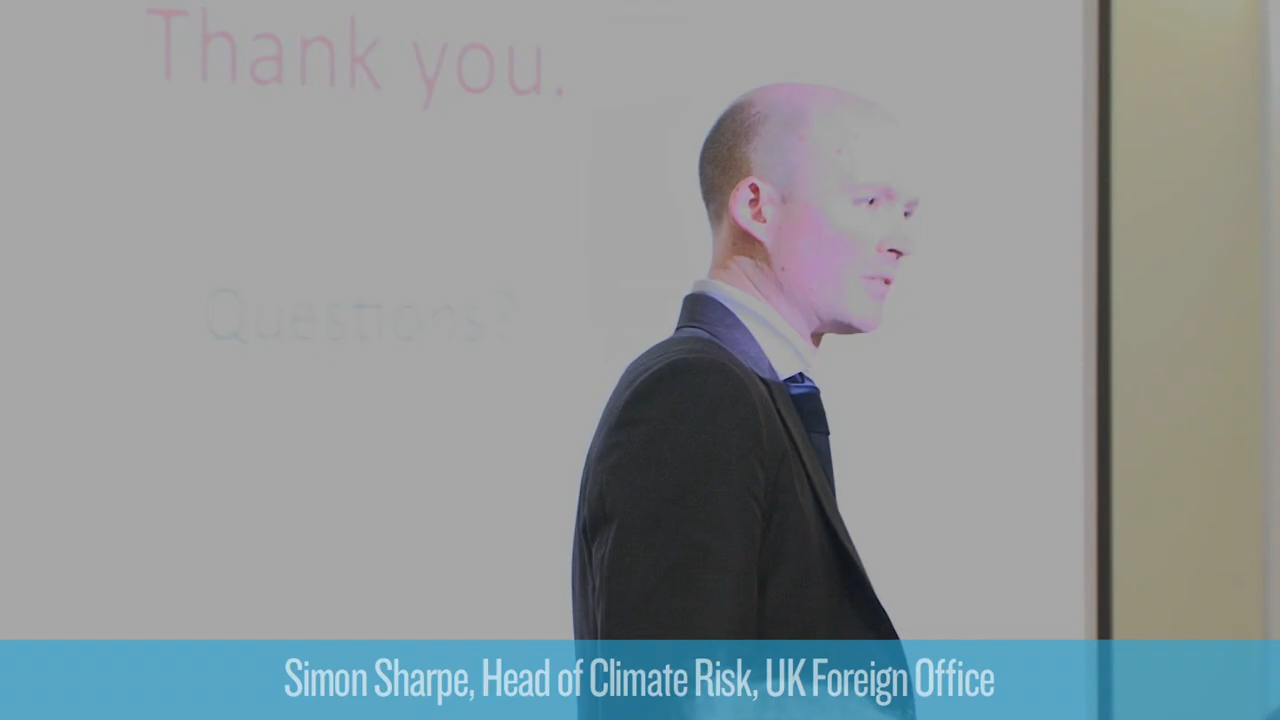 Thank you.
Questions?
Simon Sharpe, Head of Climate Risk, UK Foreign Office